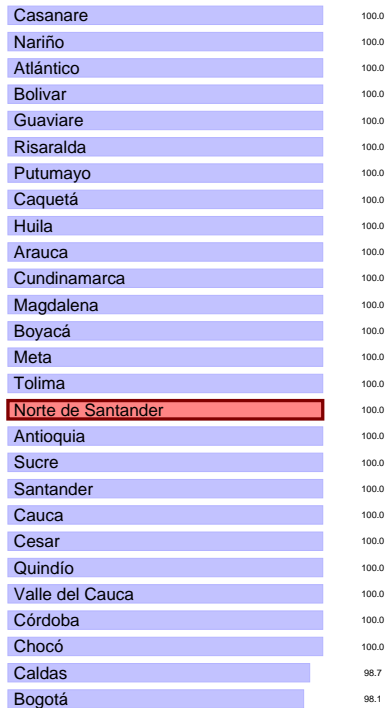 Casanare 100.0
Nariño 100.0
Atlántico 100.0
Bolivar 100.0
Guaviare 100.0
Risaralda 100.0
Putumayo 100.0
Caquetá 100.0
Huila 100.0
Arauca 100.0
Cundinamarca 100.0
Magdalena 100.0
Boyacá 100.0
Meta 100.0
Tolima 100.0
Norte de Santander 100.0
Antioquia 100.0
Sucre 100.0
Santander 100.0
Cauca 100.0
Cesar 100.0
Quindío 100.0
Valle del Cauca 100.0
Córdoba 100.0
Chocó 100.0
Caldas 98.7
Bogotá 98.1